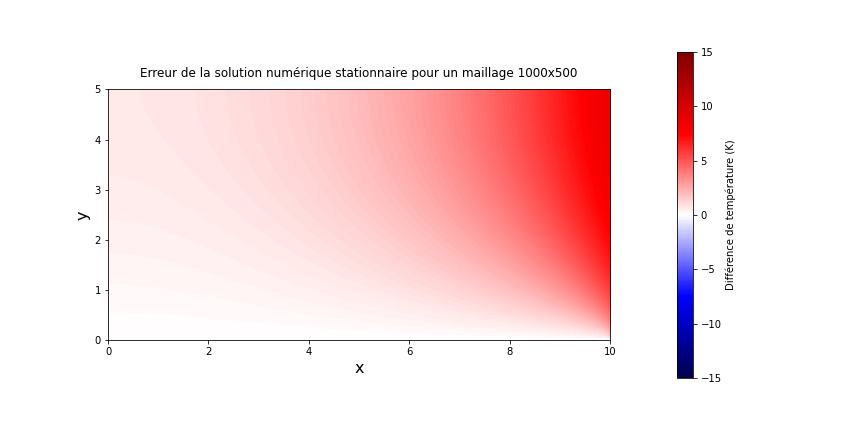 Erreur de la solution numérique stationnaire pour un maillage 1000x500
5
4
3
2
1
0
y
0 2 4 6 8 10
x
15
10
5
0
−5
−10
−15
Différence de température (K)